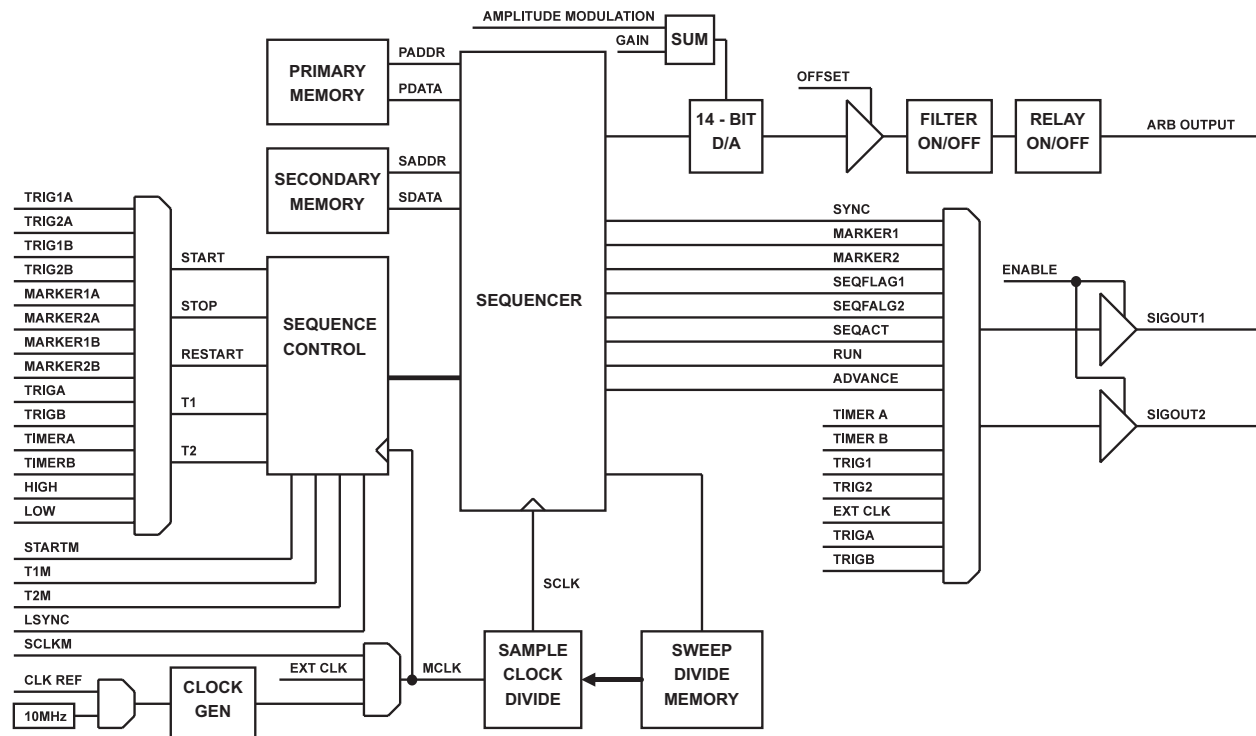 AMPLITUDE MODULATION
GAIN
SUM
PRIMARY
MEMORY
PADDR
PDATA
OFFSET
14 - BIT
D/A
FILTER
ON/OFF
RELAY
ON/OFF
ARB OUTPUT
SECONDARY
MEMORY
SADDR
SDATA
TRIG1A
TRIG2A
TRIG1B
TRIG2B
MARKER1A
MARKER2A
MARKER1B
MARKER2B
TRIGA
TRIGB
TIMERA
TIMERB
HIGH
LOW
START
STOP
RESTART
T1
T2
SEQUENCE
CONTROL
SEQUENCER
SYNC
MARKER1
MARKER2
SEQFLAG1
SEQFALG2
SEQACT
RUN
ADVANCE
TIMER A
TIMER B
TRIG1
TRIG2
EXT CLK
TRIGA
TRIGB
ENABLE
SIGOUT1
SIGOUT2
STARTM
T1M
T2M
LSYNC
SCLKM
EXT CLK
CLK REF
10MHz
CLOCK
GEN
MCLK
SCLK
SAMPLE
CLOCK
DIVIDE
SWEEP
DIVIDE
MEMORY